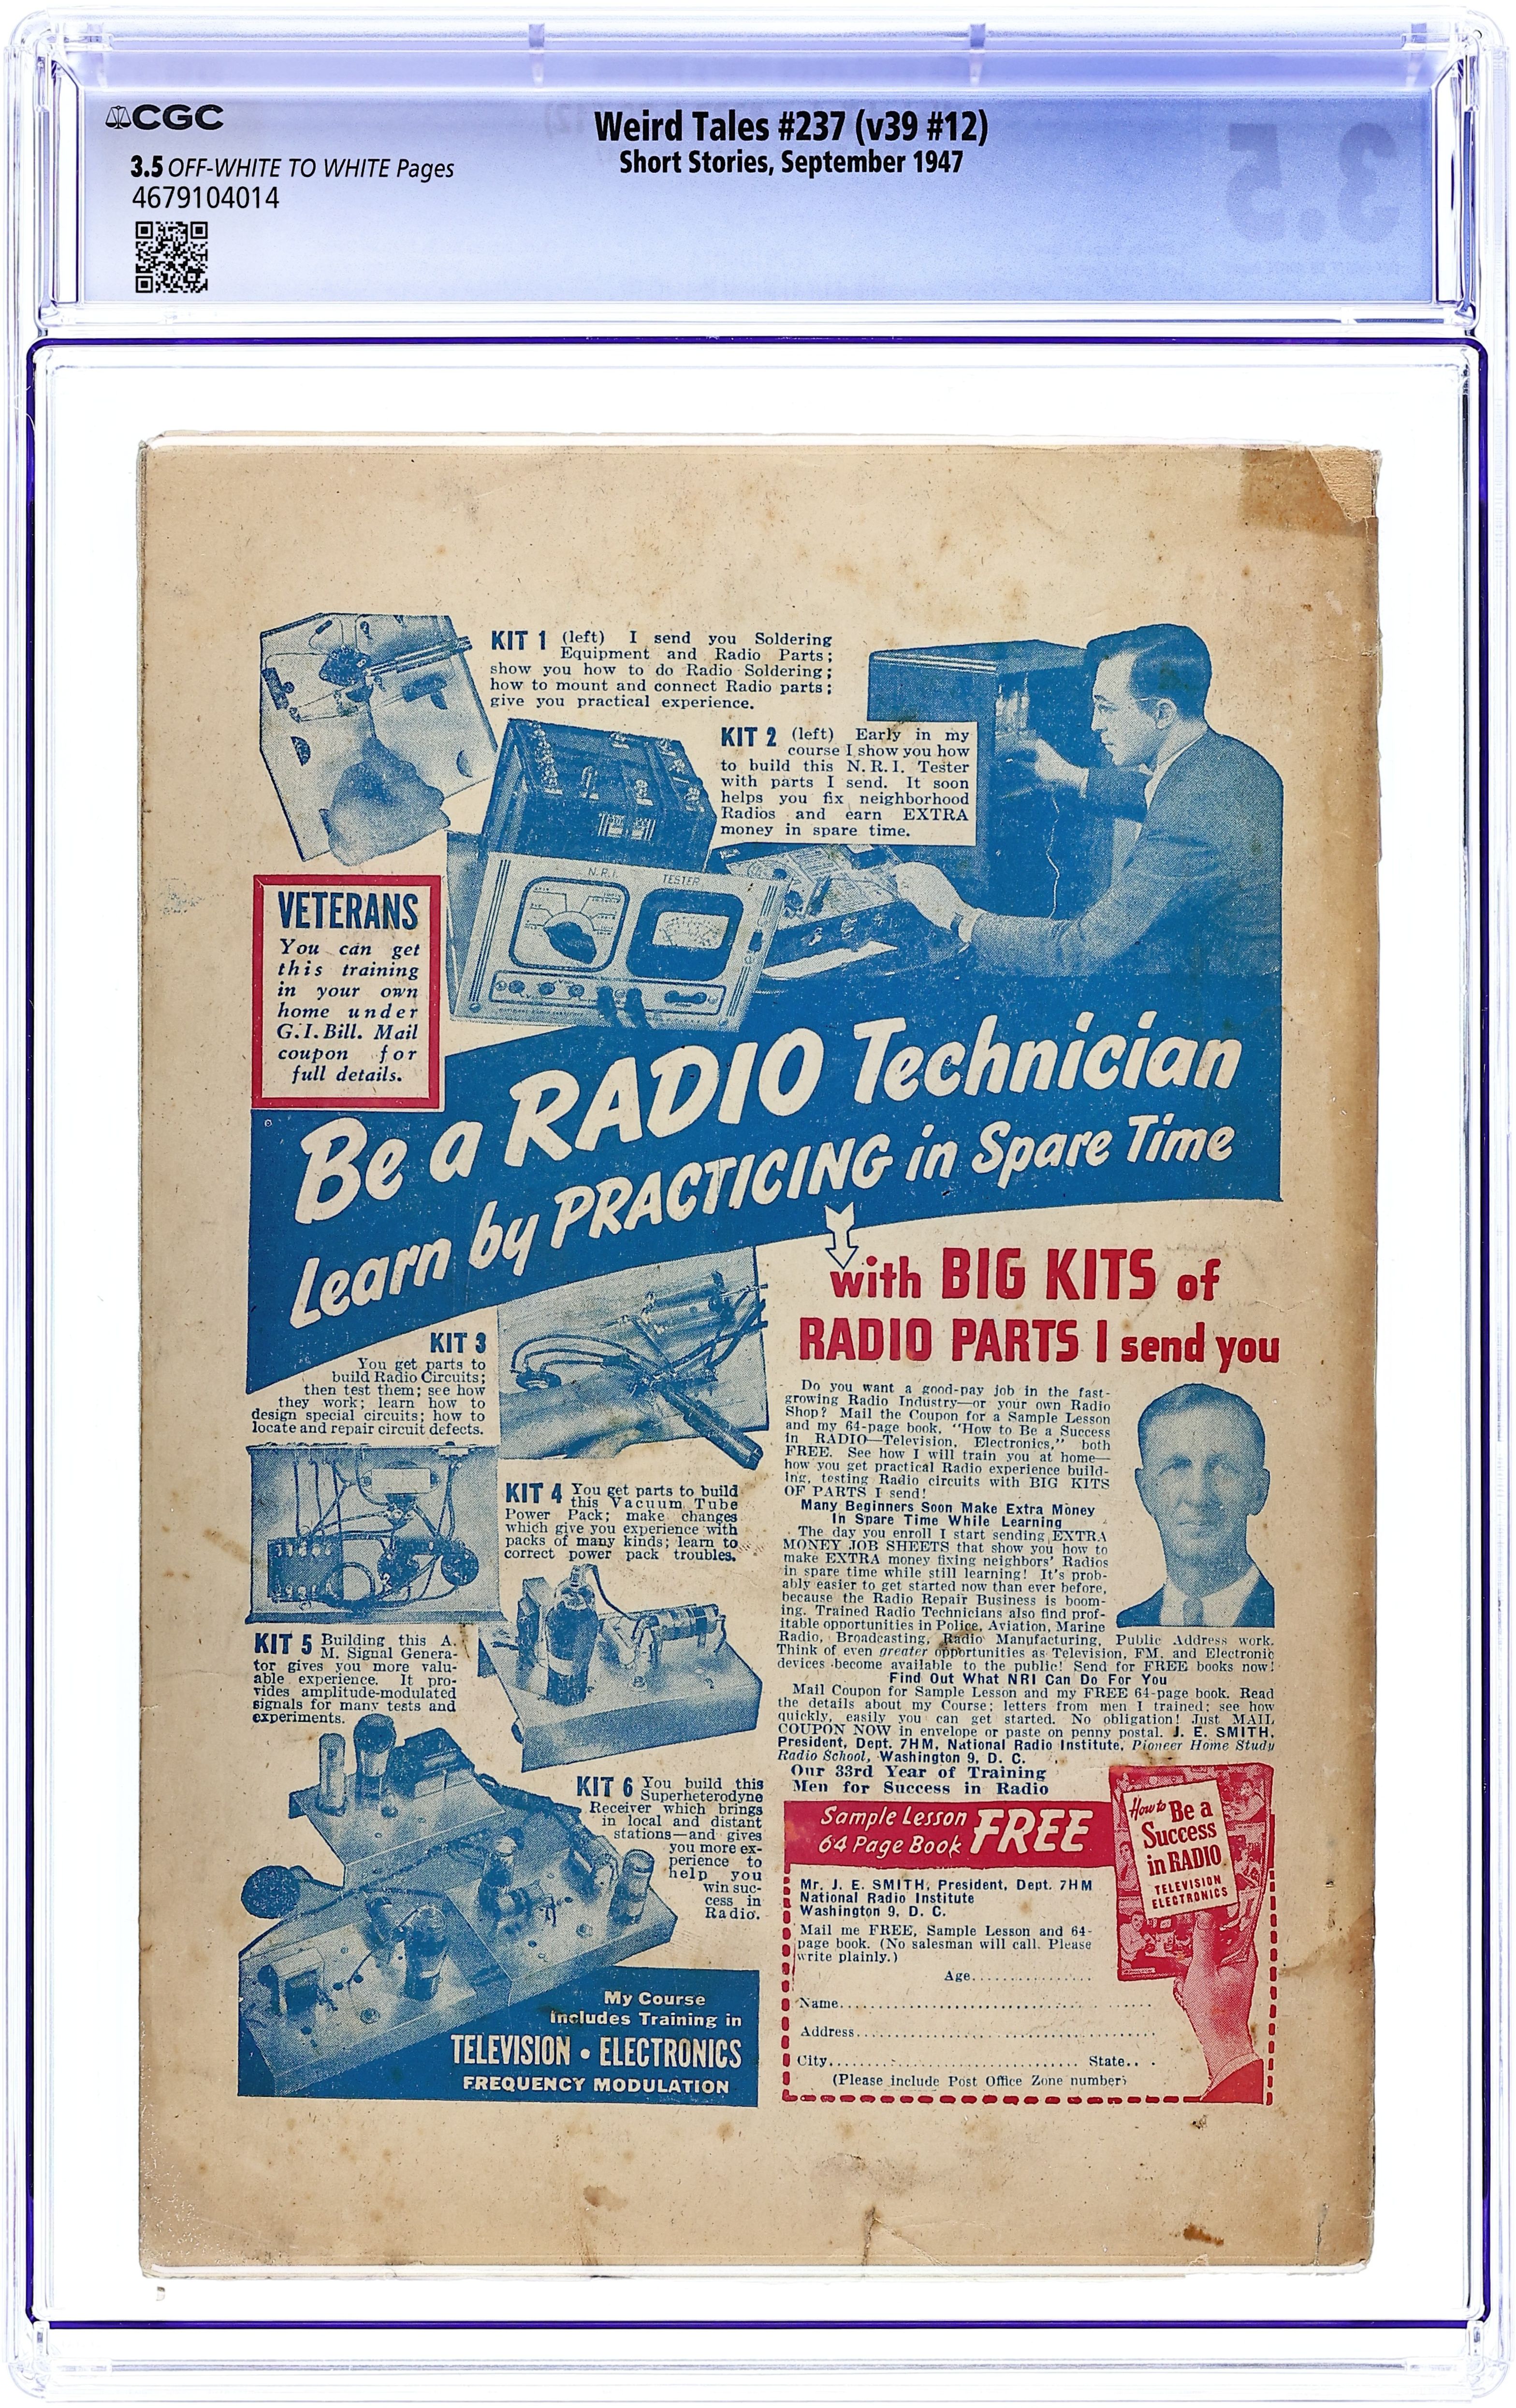 CGC
Weird Tales #237 (v39 #12)
Short Stories, September 1947
3.5 OFF-WHITE TO WHITE Pages
4679104014
3.5
KIT 1 (left) I send you Soldering
Equipment and Radio Parts;
show you how to do Radio Soldering;
how to mount and connect Radio parts;
give you practical experience.
KIT 2 (left) Early in my
course I show you how
to build this N. R. I. Tester
with parts I send. It soon
helps you fix neighborhood
Radios and earn EXTRA
money in spare time.
N.R.I. TESTER
VETERANS
You can get
this training
in your own
home under
G.I. Bill. Mail
coupon for
full details.
Be a RADIO Technician
Learn by PRACTICING in Spare Time
with BIG KITS of
RADIO PARTS I send you
KIT 3
You get parts to
build Radio Circuits;
then test them; see how
they work; learn how to
design special circuits; how to
locate and repair circuit defects.
KIT 4 You get parts to build
this Vacuum Tube
Power Pack; make changes
which give you experience with
packs of many kinds; learn to
correct power pack troubles.
KIT 5 Building this A.
M. Signal Genera-
tor gives you more valu-
able experience. It pro-
vides amplitude-modulated
signals for many tests and
experiments.
KIT 6 You build this
Superheterodyne
Receiver which brings
in local and distant
stations—and gives
you more ex-
perience to
help you
win suc-
cess in
Radio.
My Course
Includes Training in
TELEVISION • ELECTRONICS
FREQUENCY MODULATION
Do you want a good-pay job in the fast-
growing Radio Industry—or your own Radio
Shop? Mail the Coupon for a Sample Lesson
and my 64-page book, "How to Be a Success
in RADIO—Television, Electronics," both
FREE. See how I will train you at home—
how you get practical Radio experience build-
ing, testing Radio circuits with BIG KITS
OF PARTS I send!
Many Beginners Soon Make Extra Money
In Spare Time While Learning
The day you enroll I start sending EXTRA
MONEY JOB SHEETS that show you how to
make EXTRA money fixing neighbors' Radios
in spare time while still learning! It's prob-
ably easier to get started now than ever before,
because the Radio Repair Business is boom-
ing. Trained Radio Technicians also find prof-
itable opportunities in Police, Aviation, Marine
Radio, Broadcasting, Radio Manufacturing, Public Address work.
Think of even greater opportunities as Television, FM, and Electronic
devices become available to the public! Send for FREE books now!
Find Out What NRI Can Do For You
Mail Coupon for Sample Lesson and my FREE 64-page book. Read
the details about my Course; letters from men I trained; see how
quickly, easily you can get started. No obligation! Just MAIL
COUPON NOW in envelope or paste on penny postal. J. E. SMITH,
President, Dept. 7HM, National Radio Institute, Pioneer Home Study
Radio School, Washington 9, D. C.
Our 33rd Year of Training
Men for Success in Radio
Sample Lesson
64 Page Book FREE
How to Be a
Success
in RADIO
TELEVISION
ELECTRONICS
Mr. J. E. SMITH, President, Dept. 7HM
National Radio Institute
Washington 9, D. C.
Mail me FREE, Sample Lesson and 64-
page book. (No salesman will call. Please
write plainly.)
Age................
Name........................................
Address......................................
City................................ State.. .
(Please include Post Office Zone number)